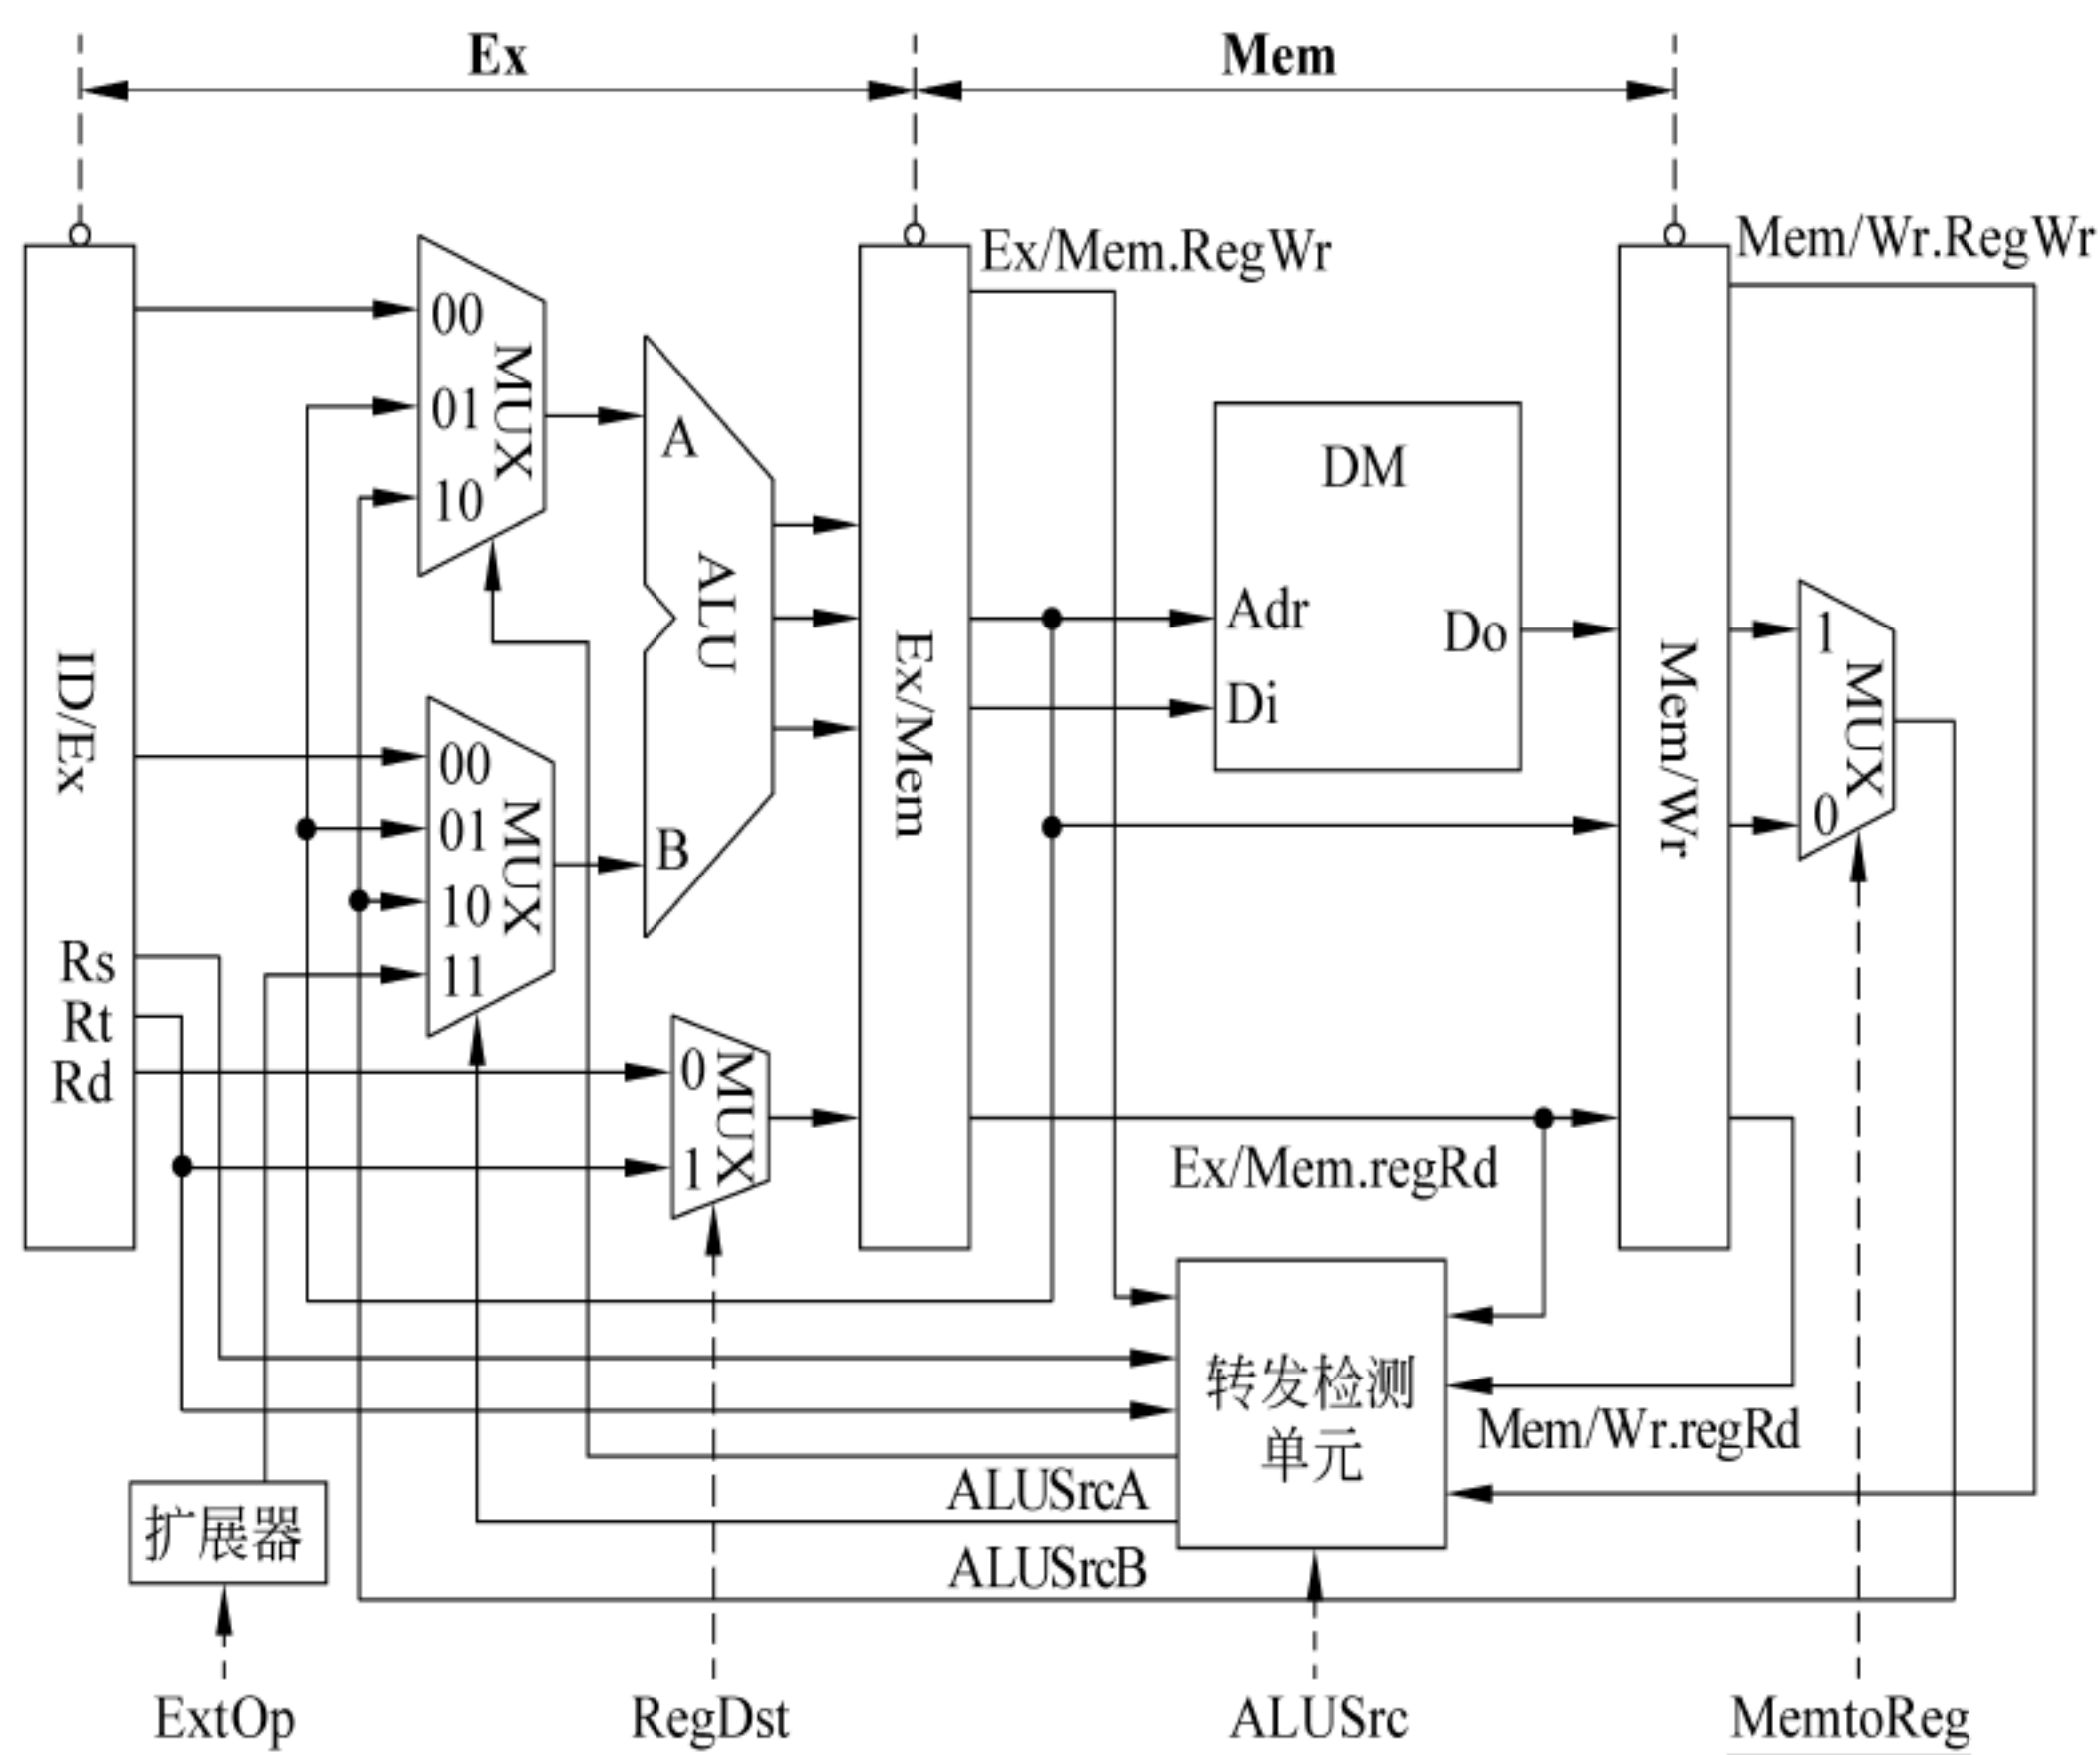 Ex
Mem
Ex/Mem.RegWr
Mem/Wr.RegWr
00
01
10
MUX
A
B
ALU
ID/Ex
00
01
10
11
MUX
Rs
Rt
Rd
0
1
MUX
Ex/Mem
DM
Adr
Di
Do
Mem/Wr
1
0
MUX
Ex/Mem.regRd
转发检测
单元
Mem/Wr.regRd
ALUSrcA
ALUSrcB
扩展器
ExtOp
RegDst
ALUSrc
MemtoReg